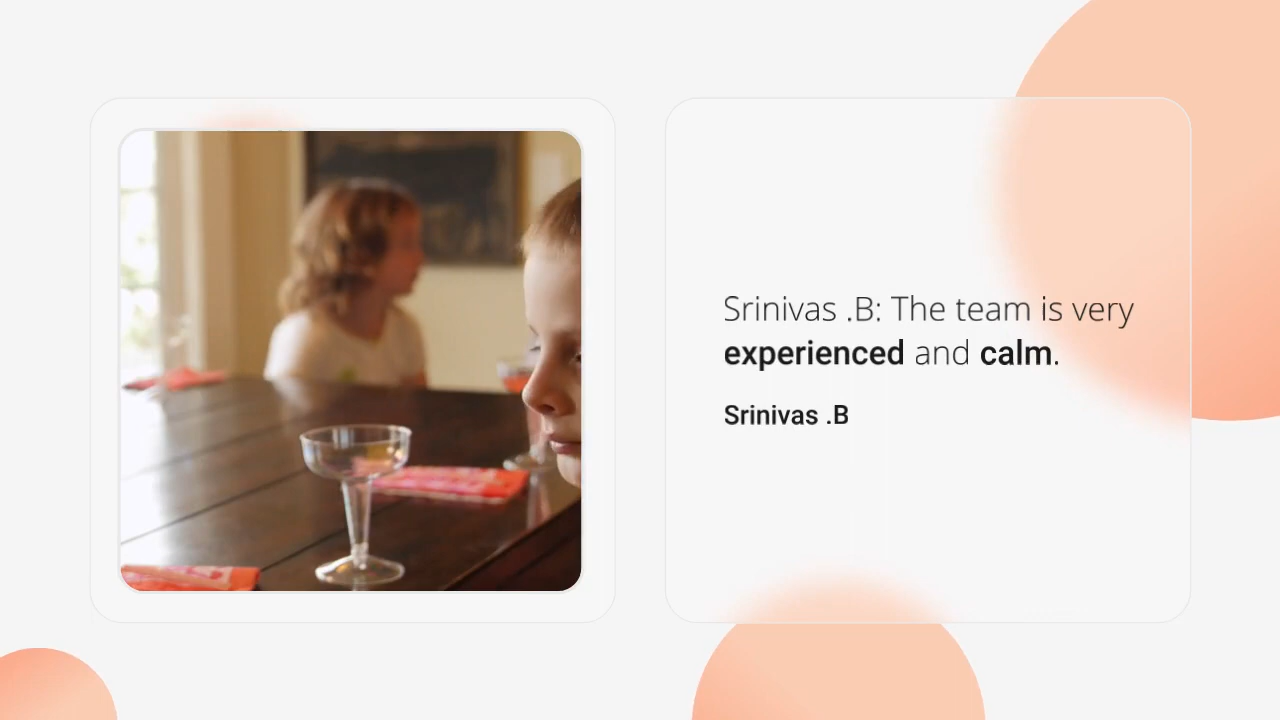 Srinivas .B: The team is very
experienced and calm.
Srinivas .B